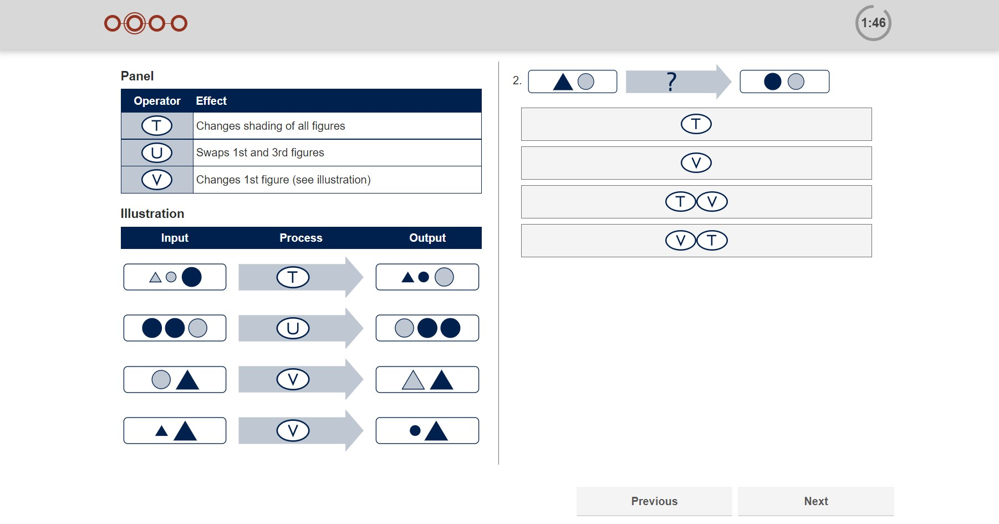 1:46
Panel
Operator Effect
T Changes shading of all figures
U Swaps 1st and 3rd figures
V Changes 1st figure (see illustration)
Illustration
Input Process Output
T
U
V
V
2. ?
T
V
T V
V T
Previous Next